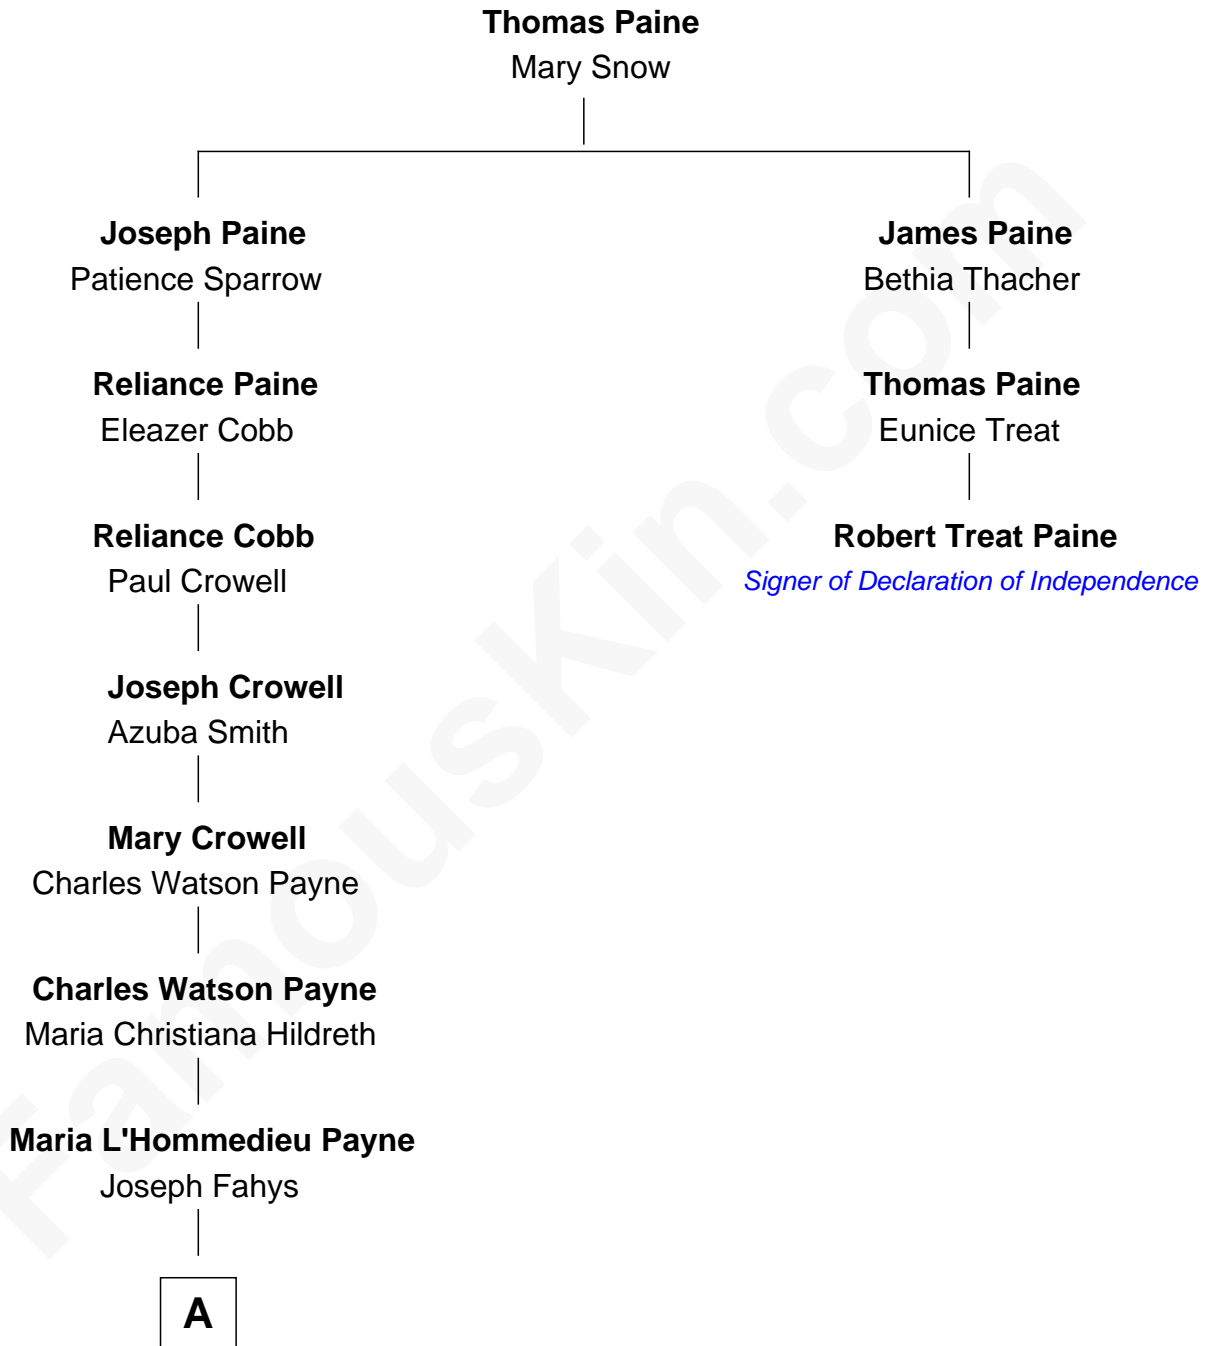 Thomas Paine
Mary Snow
Joseph Paine
Patience Sparrow
Reliance Paine
Eleazer Cobb
Reliance Cobb
Paul Crowell
Joseph Crowell
Azuba Smith
Mary Crowell
Charles Watson Payne
Charles Watson Payne
Maria Christiana Hildreth
Maria L'Hommedieu Payne
Joseph Fahys
A
James Paine
Bethia Thacher
Thomas Paine
Eunice Treat
Robert Treat Paine
Signer of Declaration of Independence
FamousKin.com